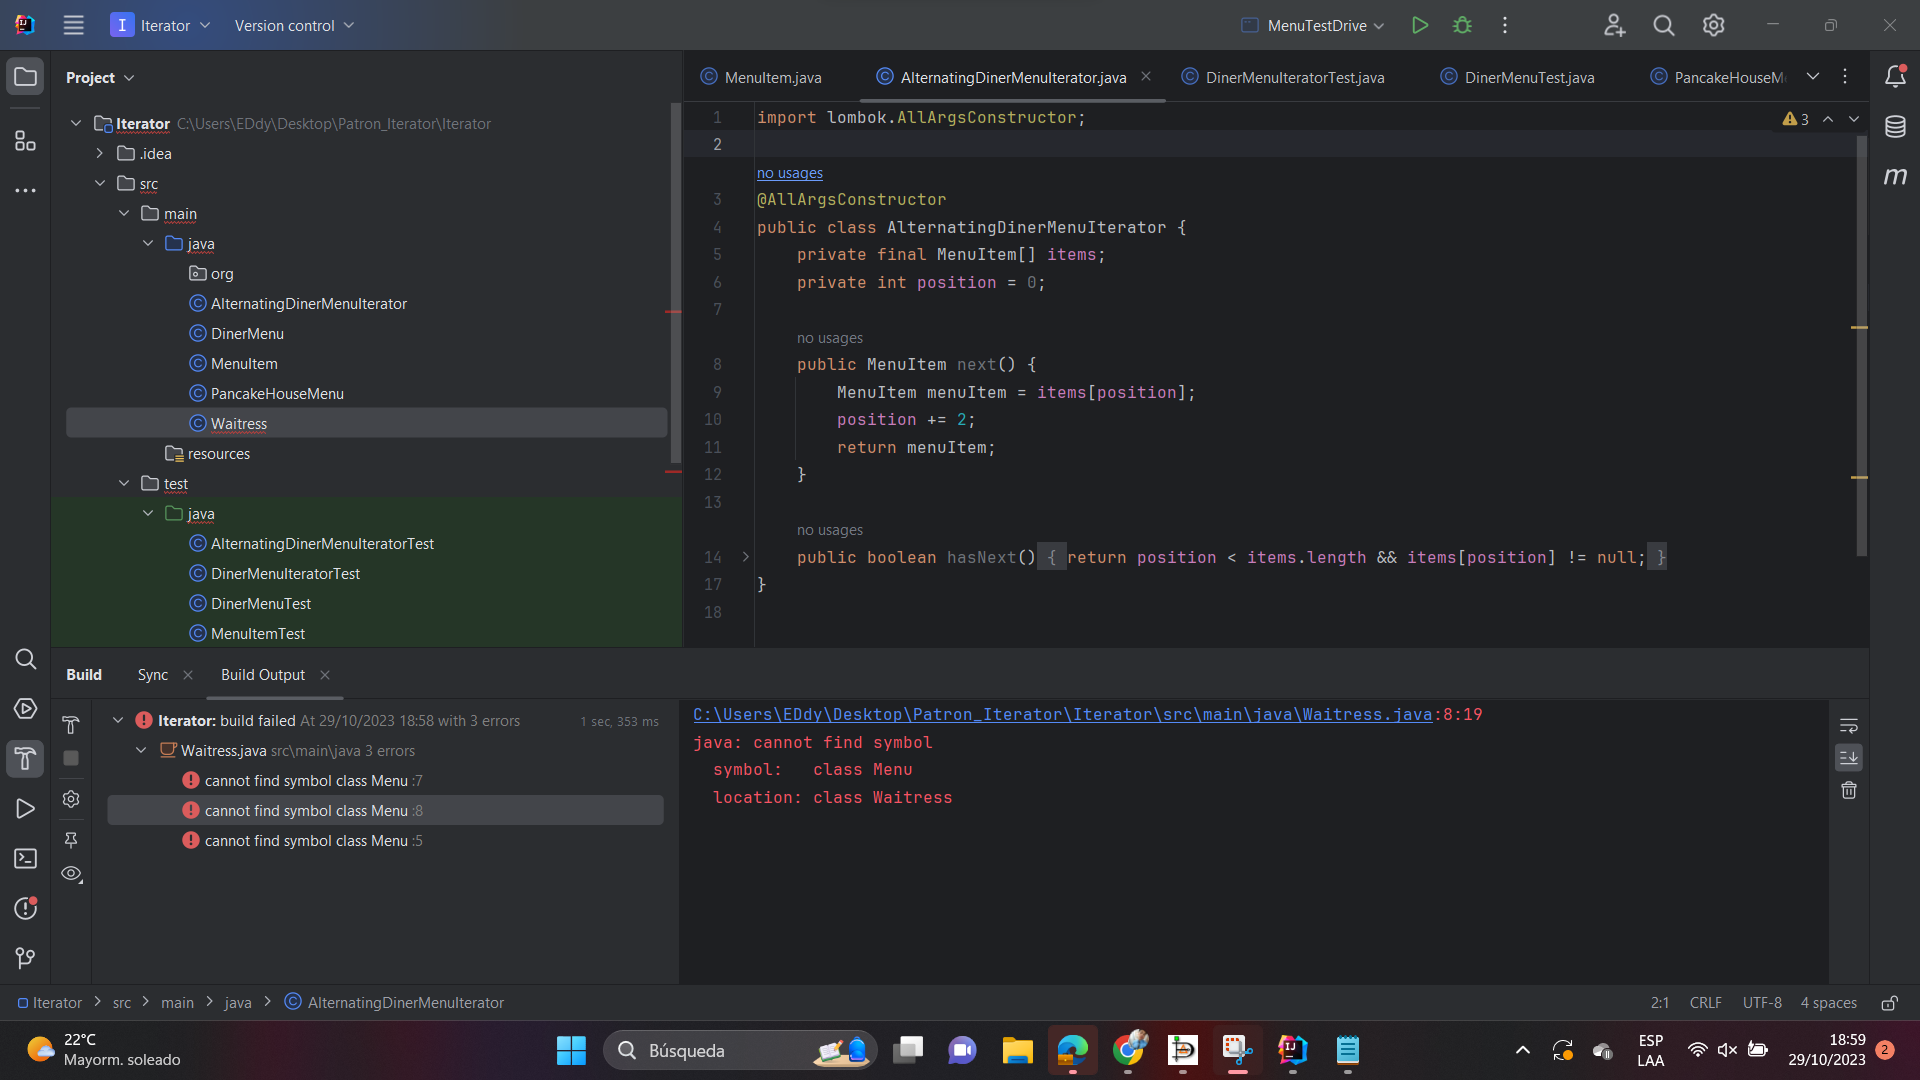 Iterator
Version control
MenuTestDrive
Project
Iterator C:\Users\EDdy\Desktop\Patron_Iterator\Iterator
.idea
src
main
java
org
AlternatingDinerMenuIterator
DinerMenu
MenuItem
PancakeHouseMenu
Waitress
resources
test
java
AlternatingDinerMenuIteratorTest
DinerMenuIteratorTest
DinerMenuTest
MenuItemTest
MenuItem.java
AlternatingDinerMenuIterator.java
DinerMenuIteratorTest.java
DinerMenuTest.java
PancakeHouseM
3
1 import lombok.AllArgsConstructor;
2
no usages
3 @AllArgsConstructor
4 public class AlternatingDinerMenuIterator {
5 private final MenuItem[] items;
6 private int position = 0;
7
no usages
8 public MenuItem next() {
9 MenuItem menuItem = items[position];
10 position += 2;
11 return menuItem;
12 }
13
no usages
14 public boolean hasNext() { return position < items.length && items[position] != null; }
17 }
18
m
Build
Sync
Build Output
Iterator: build failed At 29/10/2023 18:58 with 3 errors 1 sec, 353 ms
Waitress.java src\main\java 3 errors
cannot find symbol class Menu :7
cannot find symbol class Menu :8
cannot find symbol class Menu :5
C:\Users\EDdy\Desktop\Patron_Iterator\Iterator\src\main\java\Waitress.java:8:19
java: cannot find symbol
symbol: class Menu
location: class Waitress
Iterator > src > main > java > AlternatingDinerMenuIterator
2:1 CRLF UTF-8 4 spaces
22°C
Mayorm. soleado
Búsqueda
ESP
LAA
18:59
29/10/2023
2